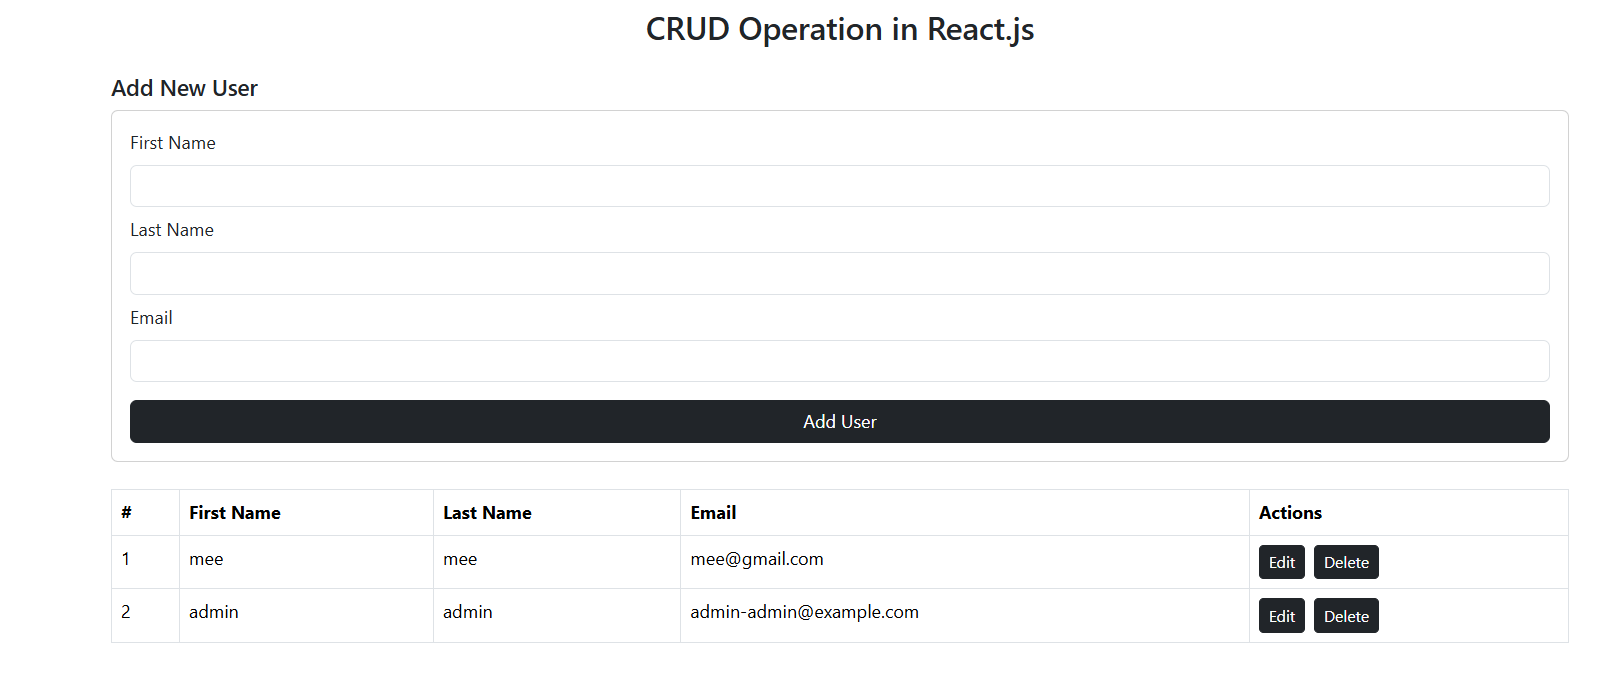 CRUD Operation in React.js
Add New User
First Name
Last Name
Email
Add User
# First Name Last Name Email Actions
1 mee mee mee@gmail.com Edit Delete
2 admin admin admin-admin@example.com Edit Delete